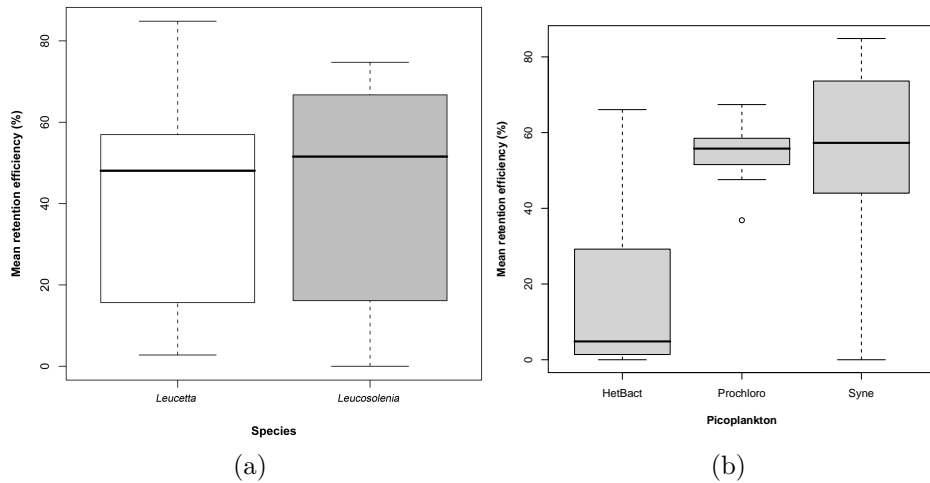 Mean retention efficiency (%)
80
60
40
20
0
Leucetta
Leucosolenia
Species
(a)
Mean retention efficiency (%)
80
60
40
20
0
HetBact
Prochloro
Syne
Picoplankton
(b)